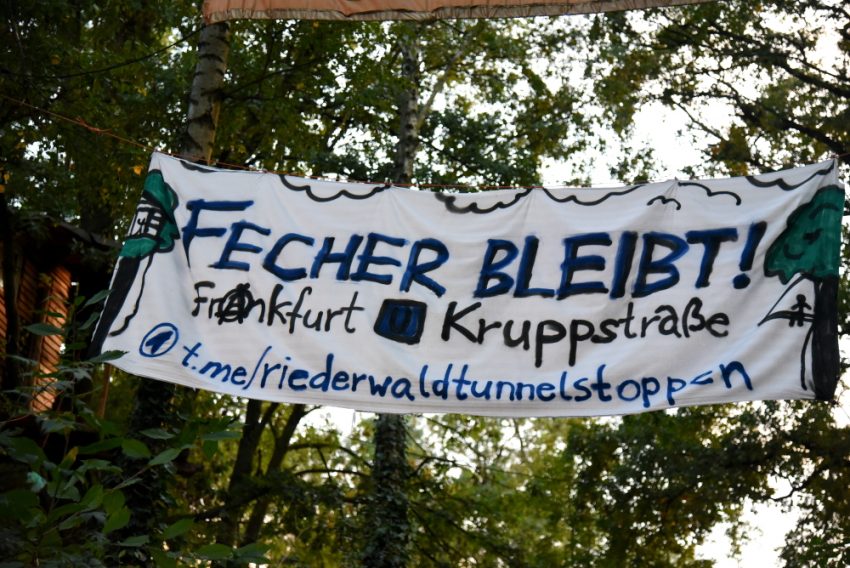 FECHER BLEIBT!
Frankfurt U Kruppstraße
t.me/riederwaldtunnelstoppen